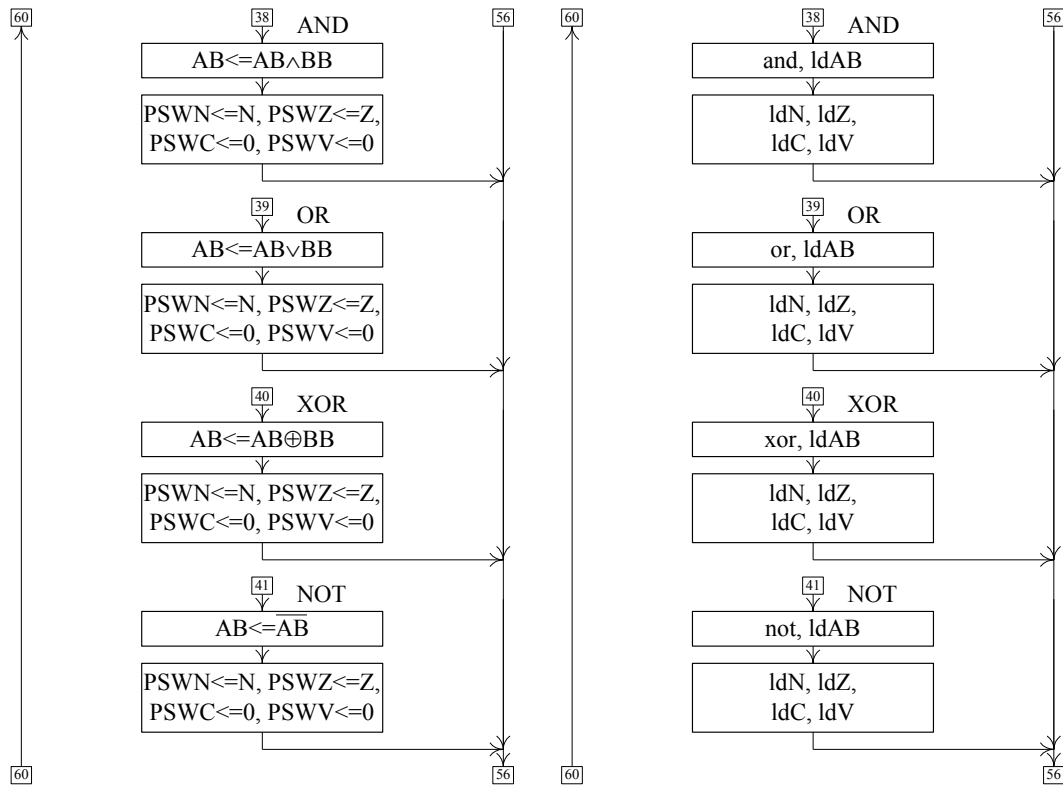 60
38 AND
56
AB<=AB∧BB
PSWN<=N, PSWZ<=Z,
PSWC<=0, PSWV<=0
39 OR
AB<=AB∨BB
PSWN<=N, PSWZ<=Z,
PSWC<=0, PSWV<=0
40 XOR
AB<=AB⊕BB
PSWN<=N, PSWZ<=Z,
PSWC<=0, PSWV<=0
41 NOT
AB<=A̅B̅
PSWN<=N, PSWZ<=Z,
PSWC<=0, PSWV<=0
60
56
60
38 AND
56
and, ldAB
ldN, ldZ,
ldC, ldV
39 OR
or, ldAB
ldN, ldZ,
ldC, ldV
40 XOR
xor, ldAB
ldN, ldZ,
ldC, ldV
41 NOT
not, ldAB
ldN, ldZ,
ldC, ldV
60
56